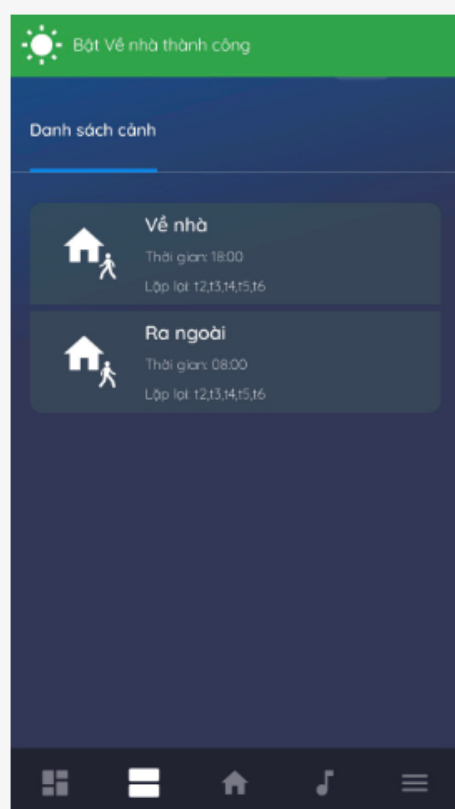 Bật Về nhà thành công
Danh sách cảnh
Về nhà
Thời gian: 18:00
Lặp lại: t2,t3,t4,t5,t6
Ra ngoài
Thời gian: 08:00
Lặp lại: t2,t3,t4,t5,t6